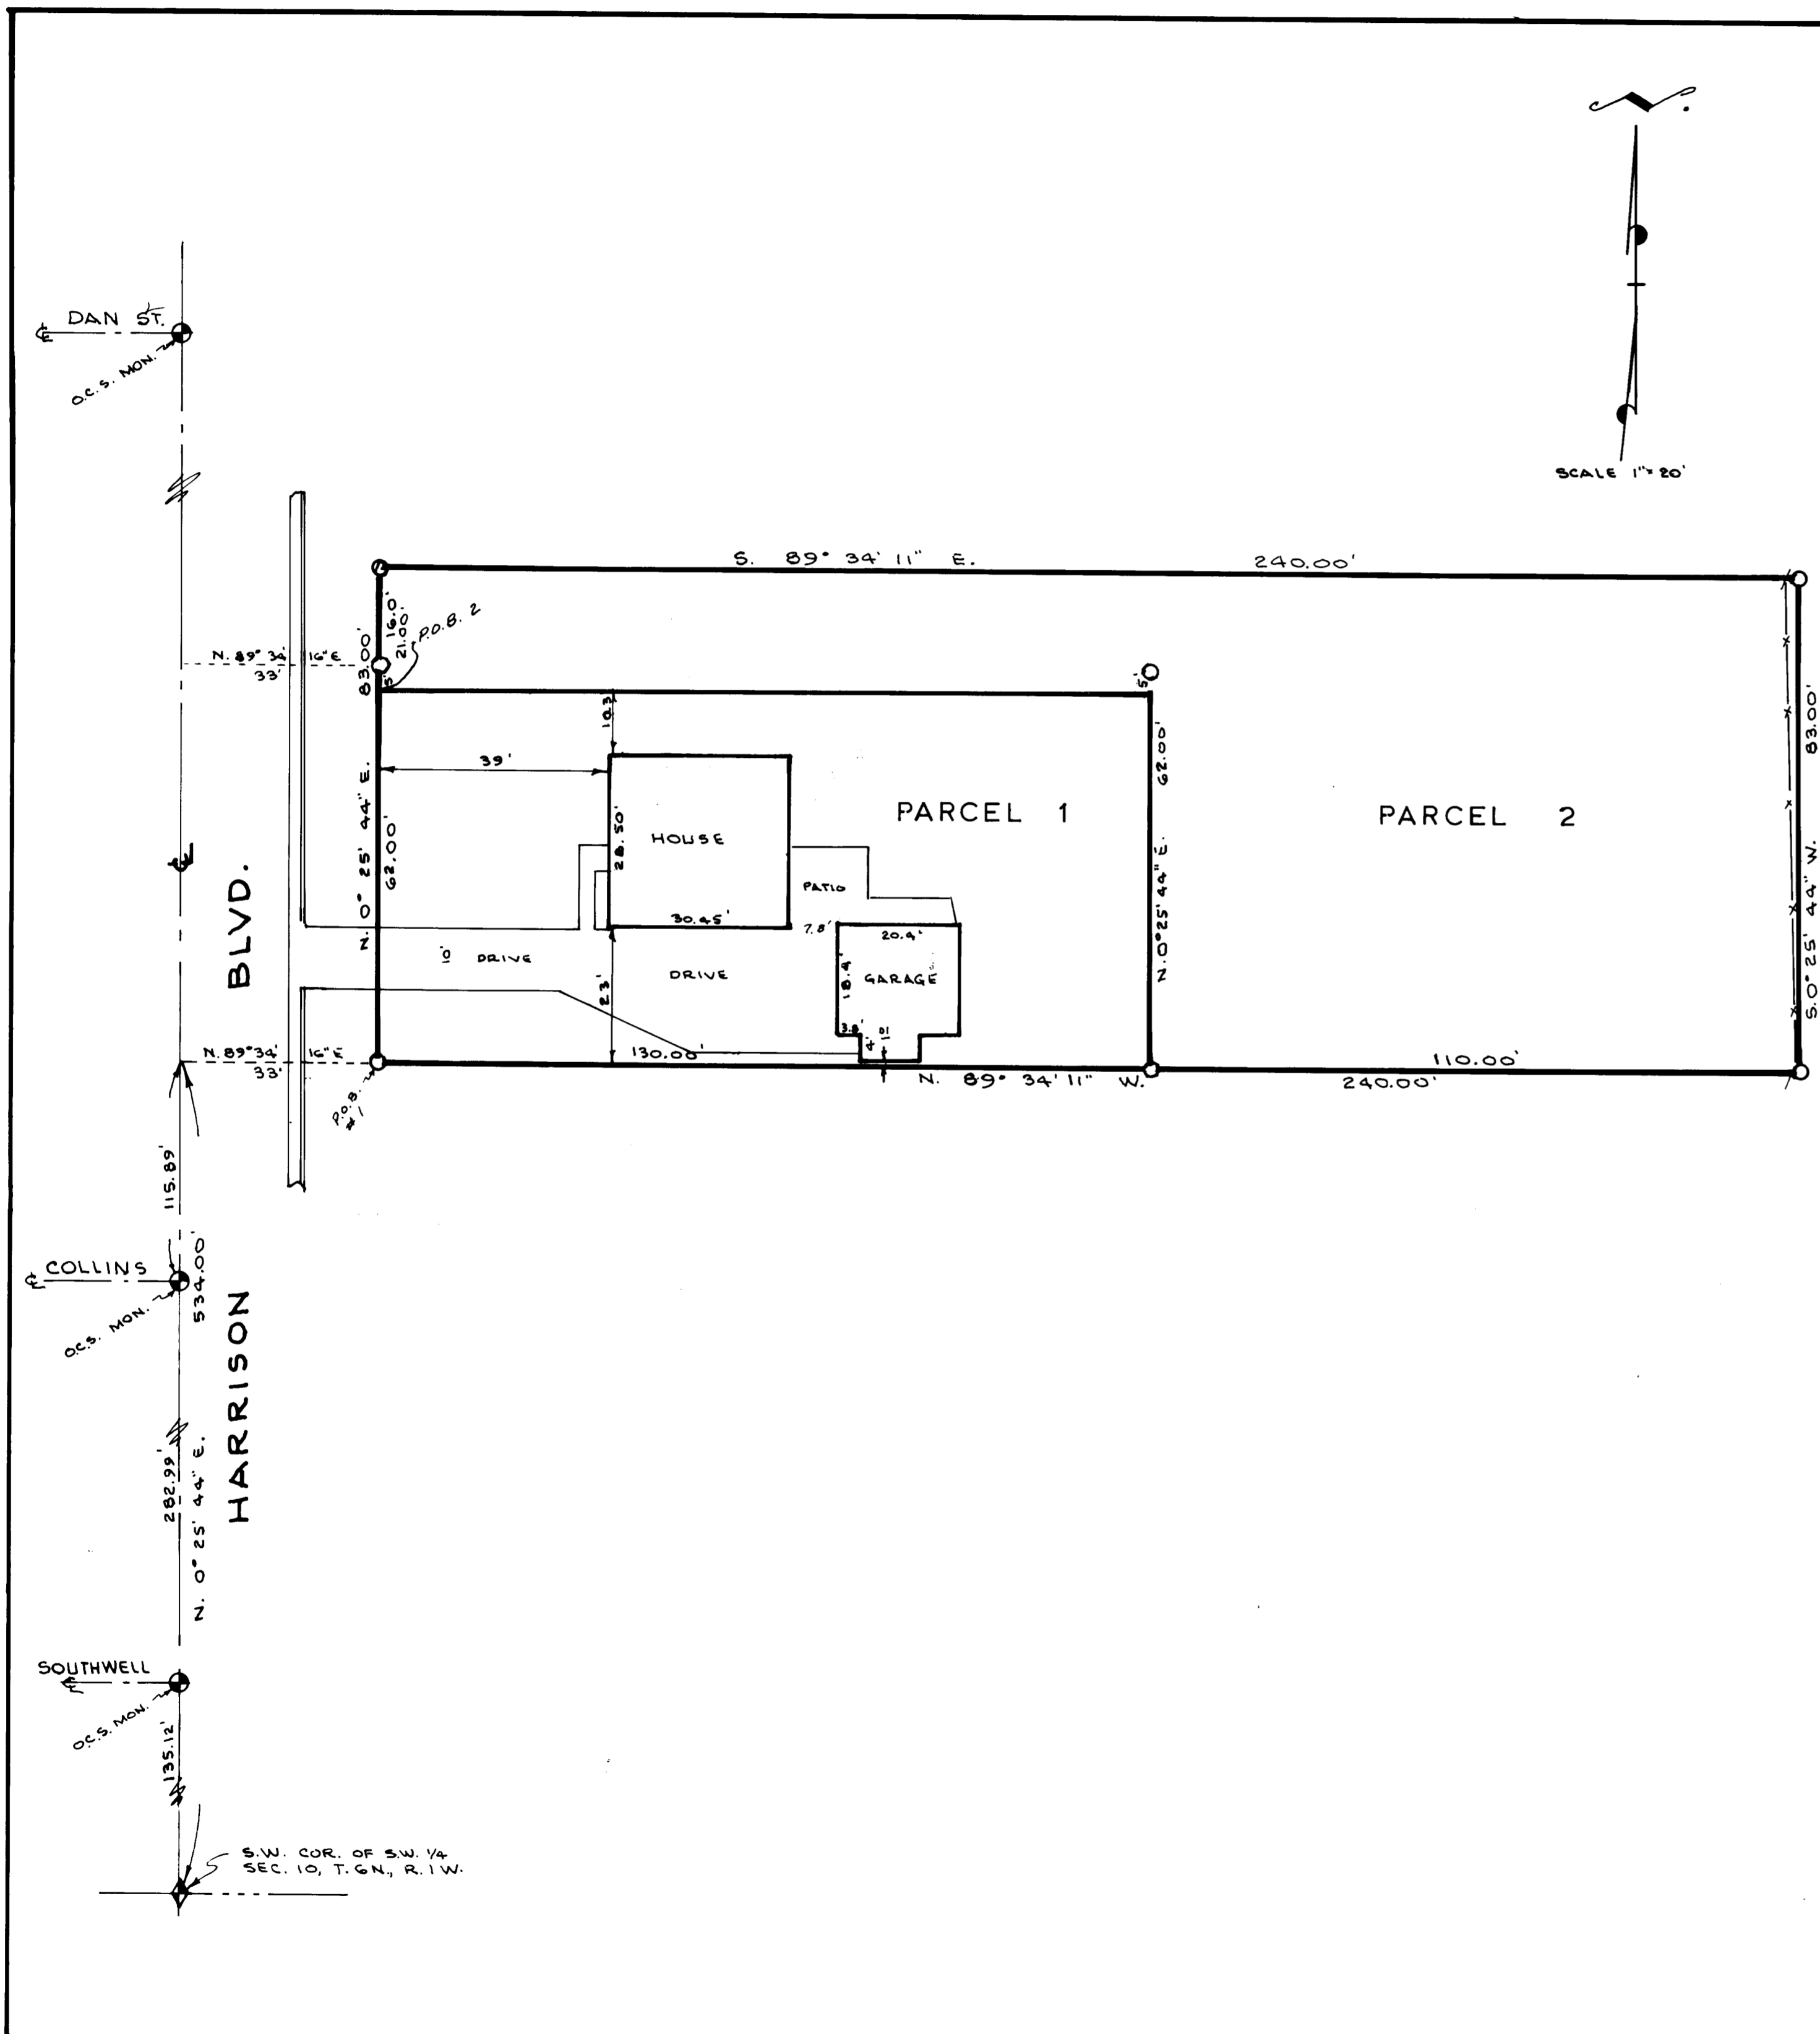 N.
SCALE 1"=20'
DAN ST.
O.C.S. MON.
S. 89° 34' 11" E.
240.00'
16.0'
21.00'
P.O.B. 2
83.00'
5'
N. 89° 34' 16" E
33'
5'
10.3
39'
62.00'
83.00'
PARCEL 1
PARCEL 2
HOUSE
28.50'
N. 0° 25' 44" E.
62.00'
BLVD.
PATIO
30.45'
7.8'
20.4'
N. 0° 25' 44" E.
S. 0° 25' 44" W.
10' DRIVE
DRIVE
23'
18.4'
GARAGE
3.8'
4'
N. 89° 34' 16" E
33'
130.00'
N. 89° 34' 11" W.
110.00'
240.00'
P.O.B.
#1
115.89'
COLLINS
O.C.S. MON.
534.00'
HARRISON
282.99'
N. 0° 25' 44" E.
SOUTHWELL
O.C.S. MON.
135.12'
S.W. COR. OF S.W. 1/4
SEC. 10, T. 6 N., R. 1 W.